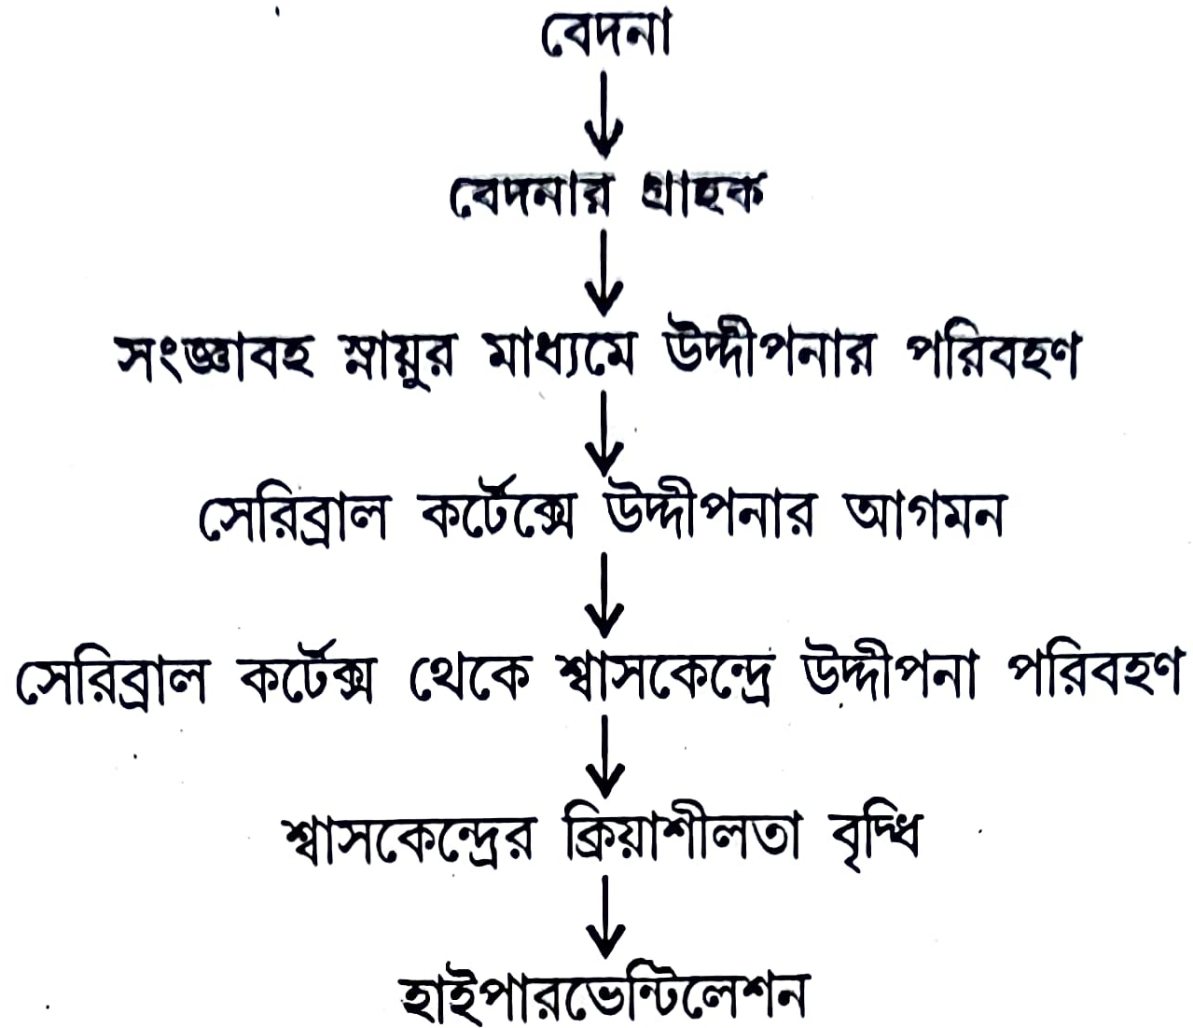 বেদনা
বেদনার গ্রাহক
সংজ্ঞাবহ স্নায়ুর মাধ্যমে উদ্দীপনার পরিবহণ
সেরিব্রাল কর্টেক্সে উদ্দীপনার আগমন
সেরিব্রাল কর্টেক্স থেকে শ্বাসকেন্দ্রে উদ্দীপনা পরিবহণ
শ্বাসকেন্দ্রের ক্রিয়াশীলতা বৃদ্ধি
হাইপারভেন্টিলেশন